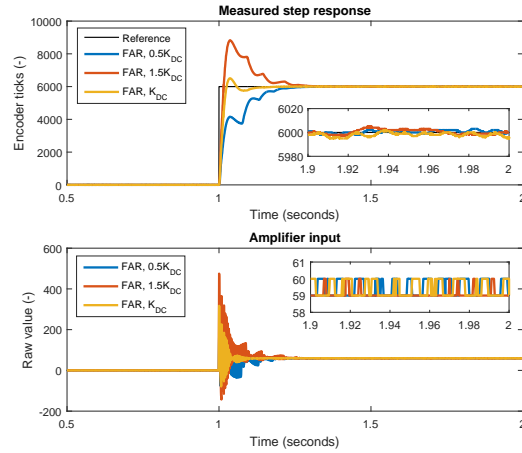 Measured step response
10000
8000
6000
4000
2000
0
Encoder ticks (-)
Reference
FAR, 0.5K_DC
FAR, 1.5K_DC
FAR, K_DC
6020
6000
5980
1.9 1.92 1.94 1.96 1.98 2
0.5 1 1.5 2
Time (seconds)
Amplifier input
600
400
200
0
-200
Raw value (-)
FAR, 0.5K_DC
FAR, 1.5K_DC
FAR, K_DC
61
60
59
58
1.9 1.92 1.94 1.96 1.98 2
0.5 1 1.5 2
Time (seconds)